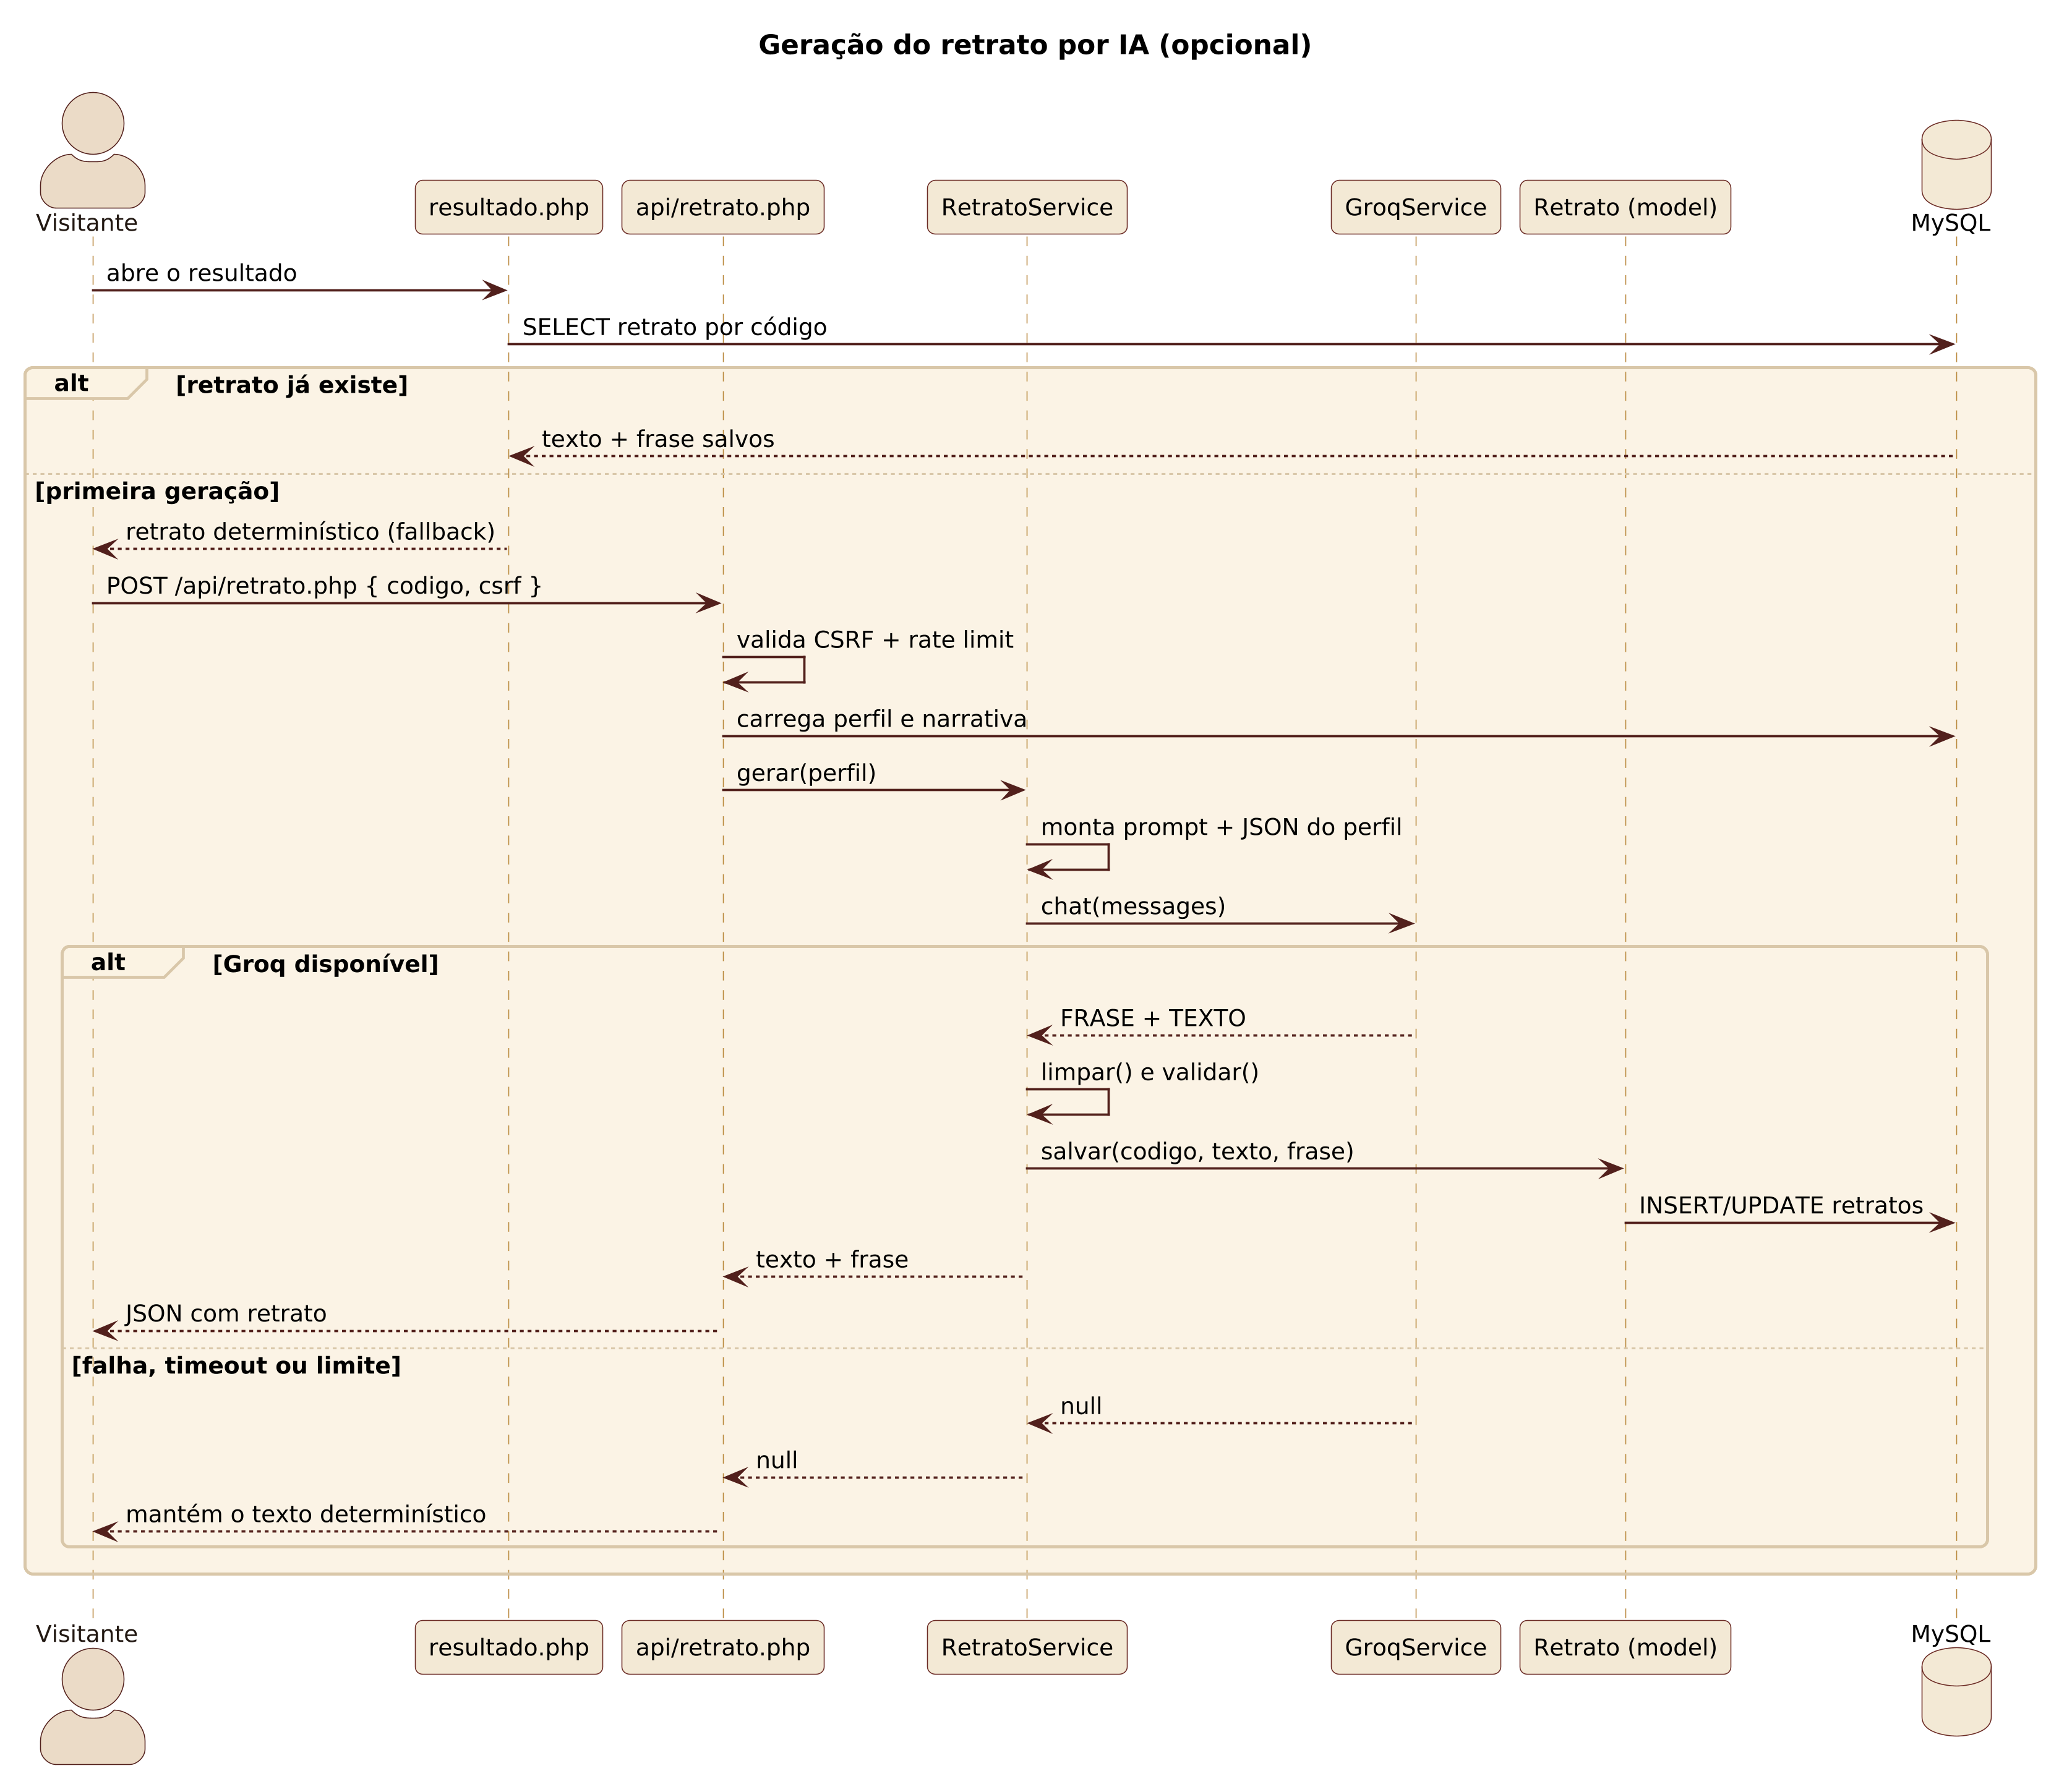 Geração do retrato por IA (opcional)
Visitante
resultado.php
api/retrato.php
RetratoService
GroqService
Retrato (model)
MySQL
abre o resultado
SELECT retrato por código
alt
[retrato já existe]
texto + frase salvos
[primeira geração]
retrato determinístico (fallback)
POST /api/retrato.php { codigo, csrf }
valida CSRF + rate limit
carrega perfil e narrativa
gerar(perfil)
monta prompt + JSON do perfil
chat(messages)
alt
[Groq disponível]
FRASE + TEXTO
limpar() e validar()
salvar(codigo, texto, frase)
INSERT/UPDATE retratos
texto + frase
JSON com retrato
[falha, timeout ou limite]
null
null
mantém o texto determinístico
Visitante
resultado.php
api/retrato.php
RetratoService
GroqService
Retrato (model)
MySQL